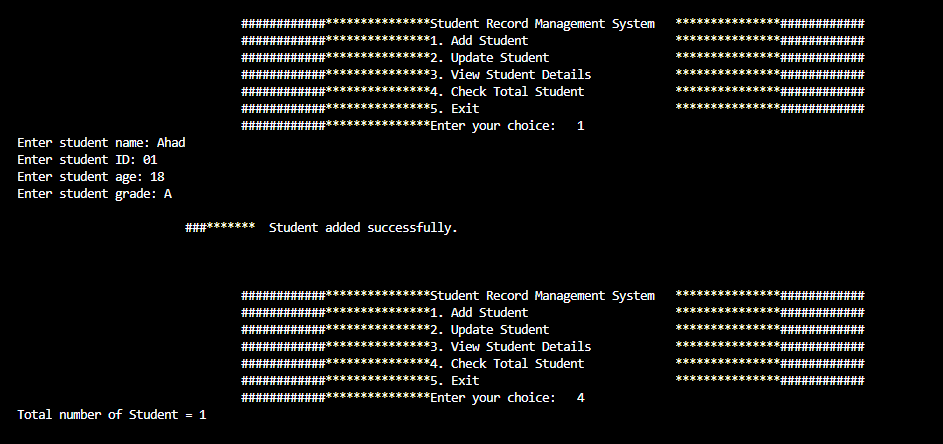 ############***************Student Record Management System   ***************############
############***************1. Add Student                     ***************############
############***************2. Update Student                  ***************############
############***************3. View Student Details            ***************############
############***************4. Check Total Student             ***************############
############***************5. Exit                            ***************############
############***************Enter your choice:   1
Enter student name: Ahad
Enter student ID: 01
Enter student age: 18
Enter student grade: A
###*******  Student added successfully.
############***************Student Record Management System   ***************############
############***************1. Add Student                     ***************############
############***************2. Update Student                  ***************############
############***************3. View Student Details            ***************############
############***************4. Check Total Student             ***************############
############***************5. Exit                            ***************############
############***************Enter your choice:   4
Total number of Student = 1